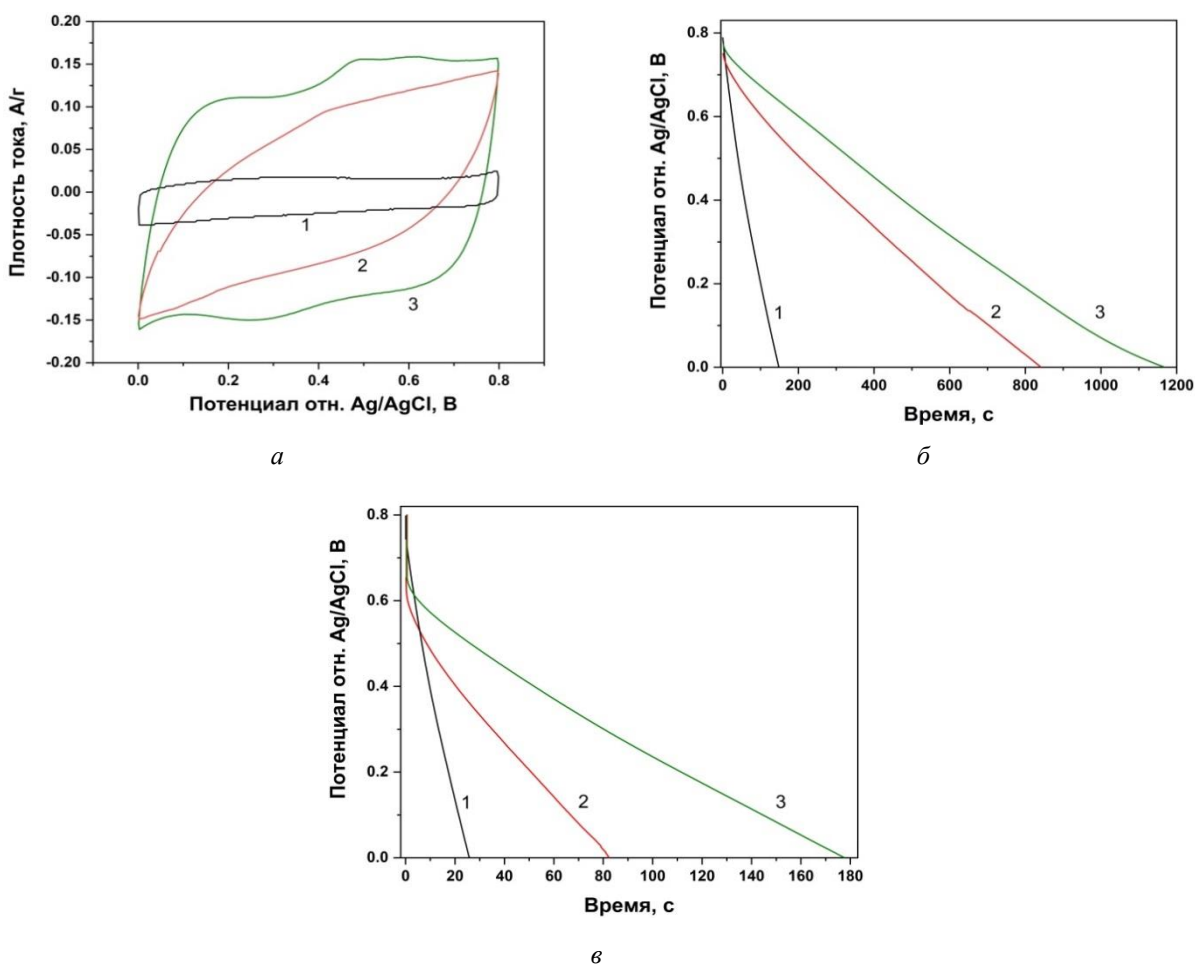 Плотность тока, А/г
0.20
0.15
0.10
0.05
0.00
-0.05
-0.10
-0.15
-0.20
1
2
3
0.0 0.2 0.4 0.6 0.8
Потенциал отн. Ag/AgCl, В
а
Потенциал отн. Ag/AgCl, В
0.8
0.6
0.4
0.2
0.0
1
2
3
0 200 400 600 800 1000 1200
Время, с
б
Потенциал отн. Ag/AgCl, В
0.8
0.6
0.4
0.2
0.0
1
2
3
0 20 40 60 80 100 120 140 160 180
Время, с
в